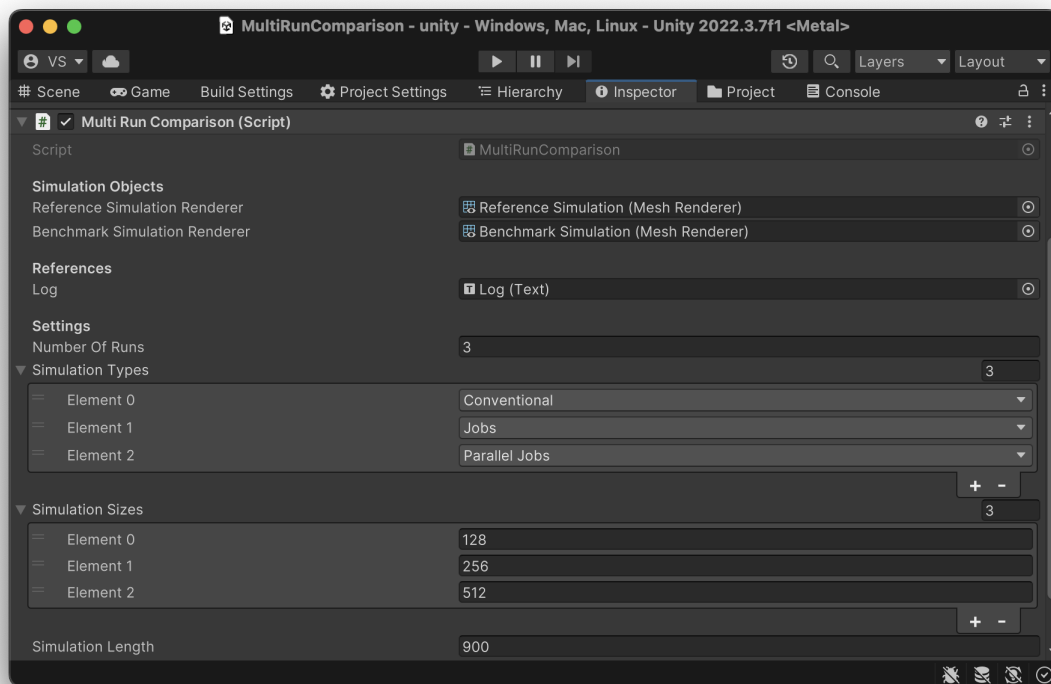 MultiRunComparison - unity - Windows, Mac, Linux - Unity 2022.3.7f1 <Metal>
VS Layers Layout
Scene Game Build Settings Project Settings Hierarchy Inspector Project Console
# Multi Run Comparison (Script)
Script MultiRunComparison
Simulation Objects
Reference Simulation Renderer Reference Simulation (Mesh Renderer)
Benchmark Simulation Renderer Benchmark Simulation (Mesh Renderer)
References
Log Log (Text)
Settings
Number Of Runs 3
Simulation Types 3
Element 0 Conventional
Element 1 Jobs
Element 2 Parallel Jobs
+ -
Simulation Sizes 3
Element 0 128
Element 1 256
Element 2 512
+ -
Simulation Length 900